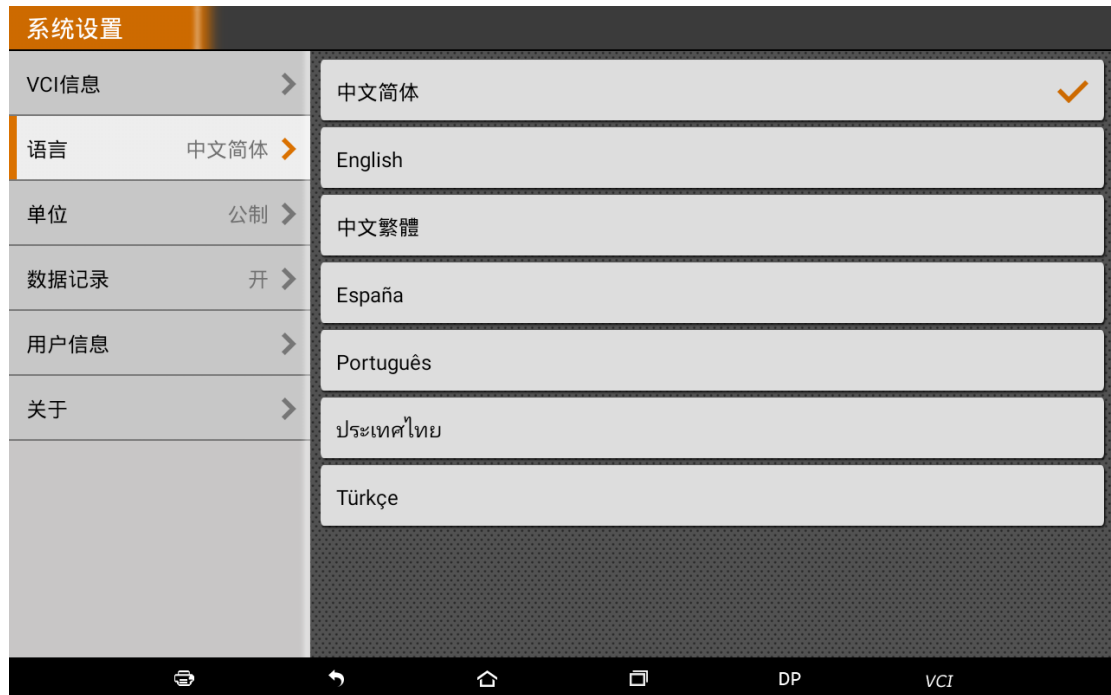 系统设置
VCI信息
语言 中文简体
单位 公制
数据记录 开
用户信息
关于
中文简体
English
中文繁體
España
Português
ประเทศไทย
Türkçe
DP
VCI